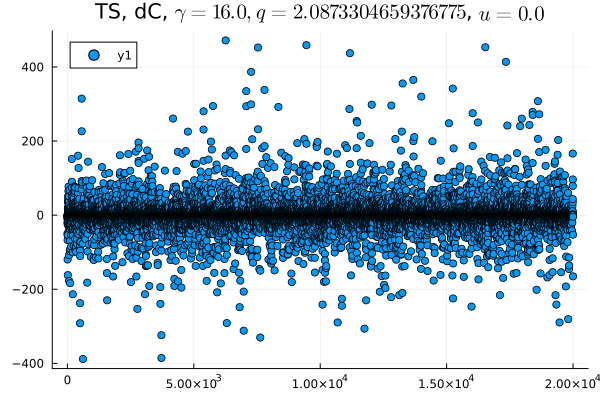 TS, dC, γ = 16.0, q = 2.0873304659376775, u = 0.0
y1
400
200
0
−200
−400
0 5.00×10³ 1.00×10⁴ 1.50×10⁴ 2.00×10⁴